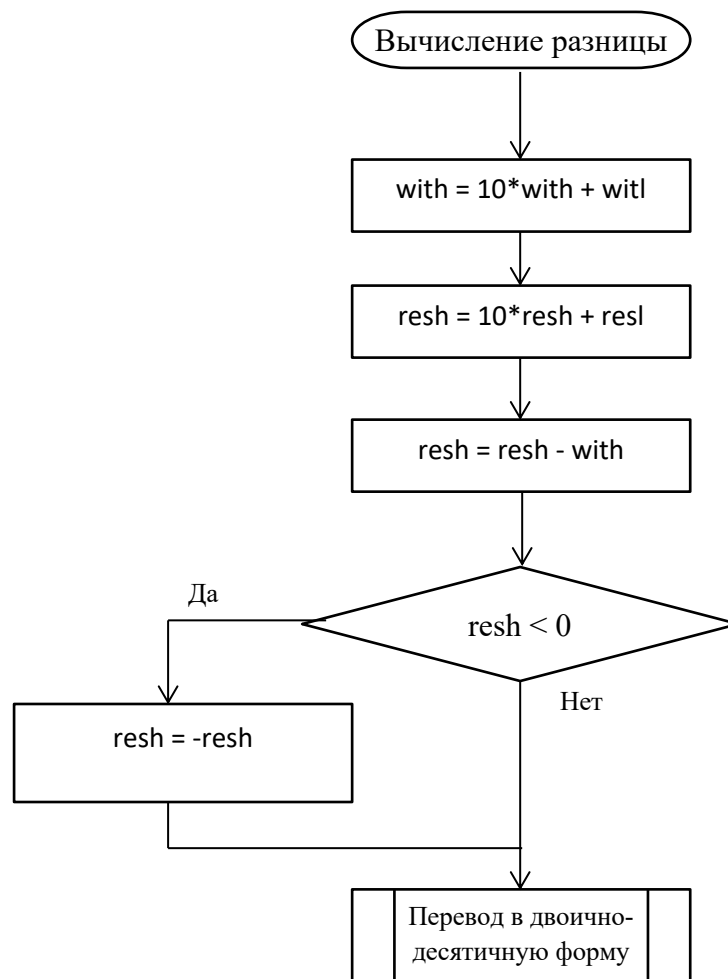 Вычисление разницы
with = 10*with + witl
resh = 10*resh + resl
resh = resh - with
Да
resh < 0
Нет
resh = -resh
Перевод в двоично-
десятичную форму